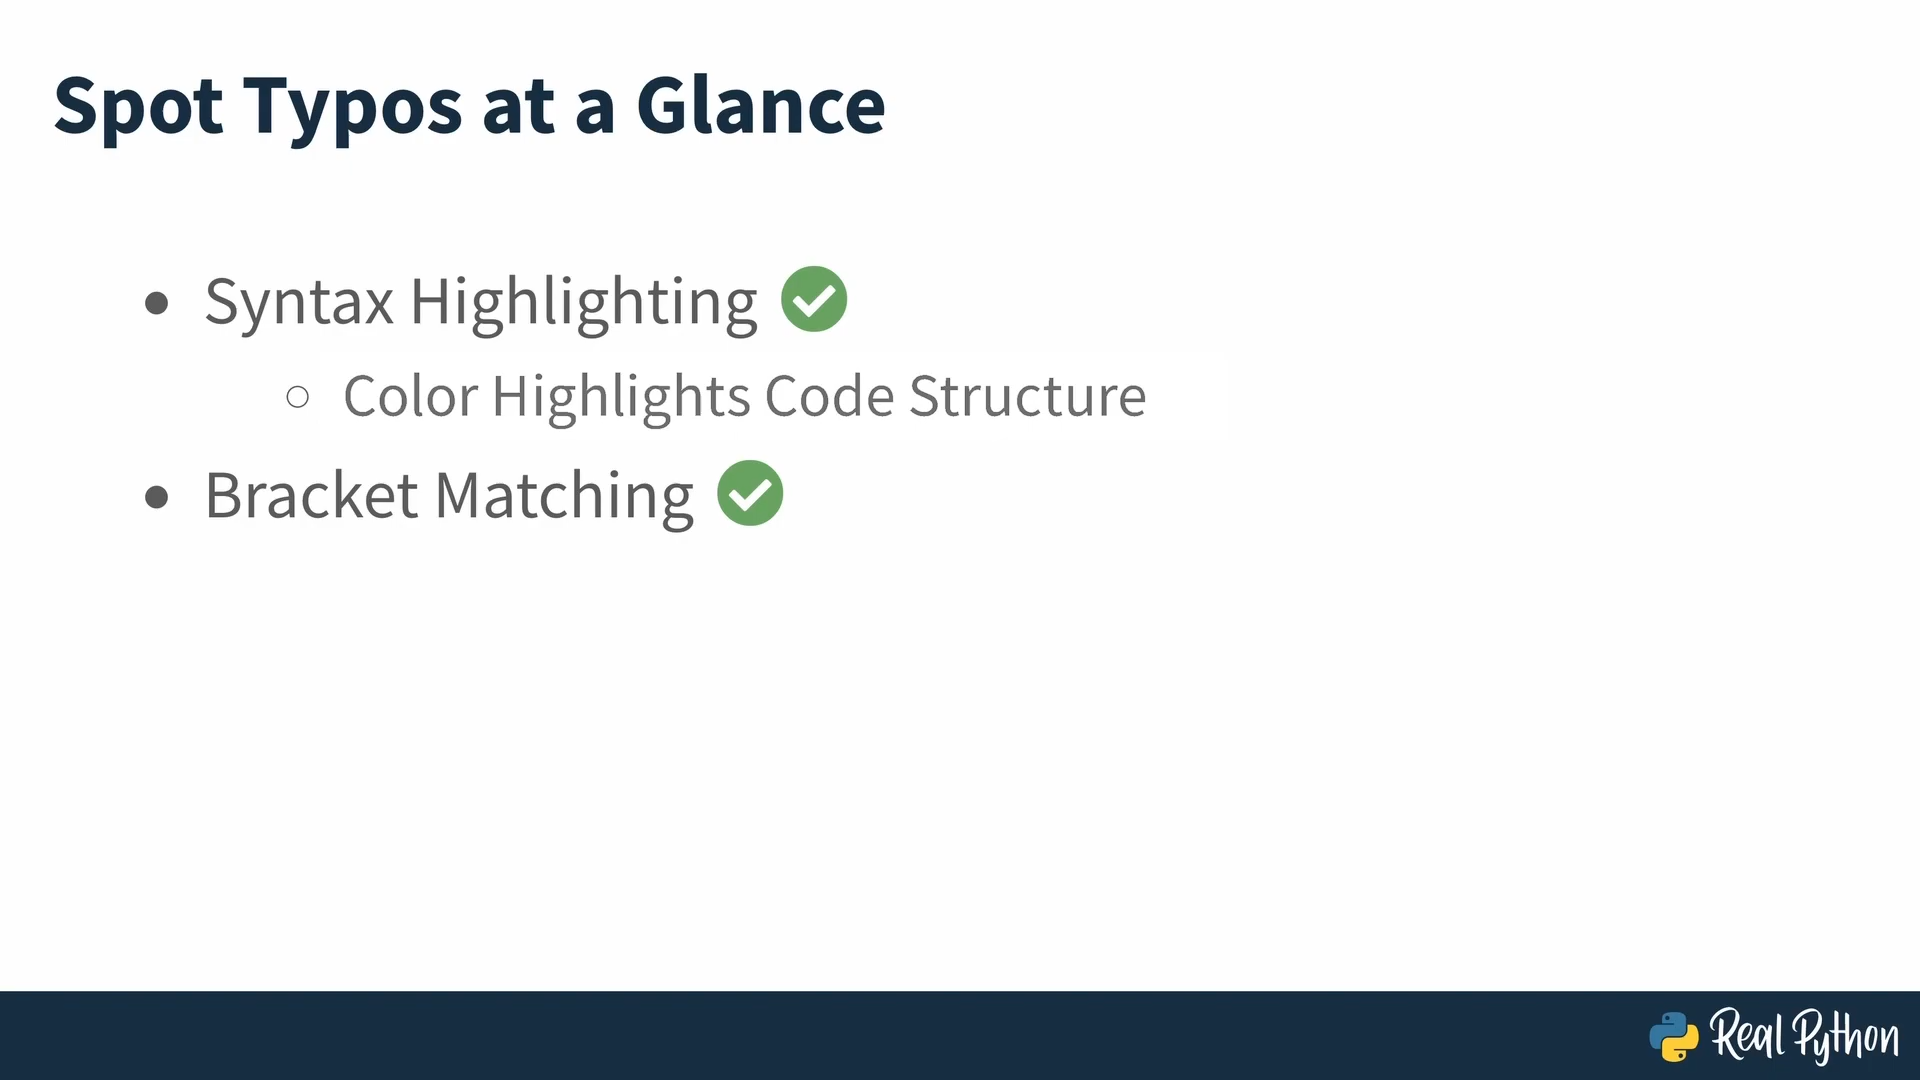 Spot Typos at a Glance
Syntax Highlighting
Color Highlights Code Structure
Bracket Matching
Real Python